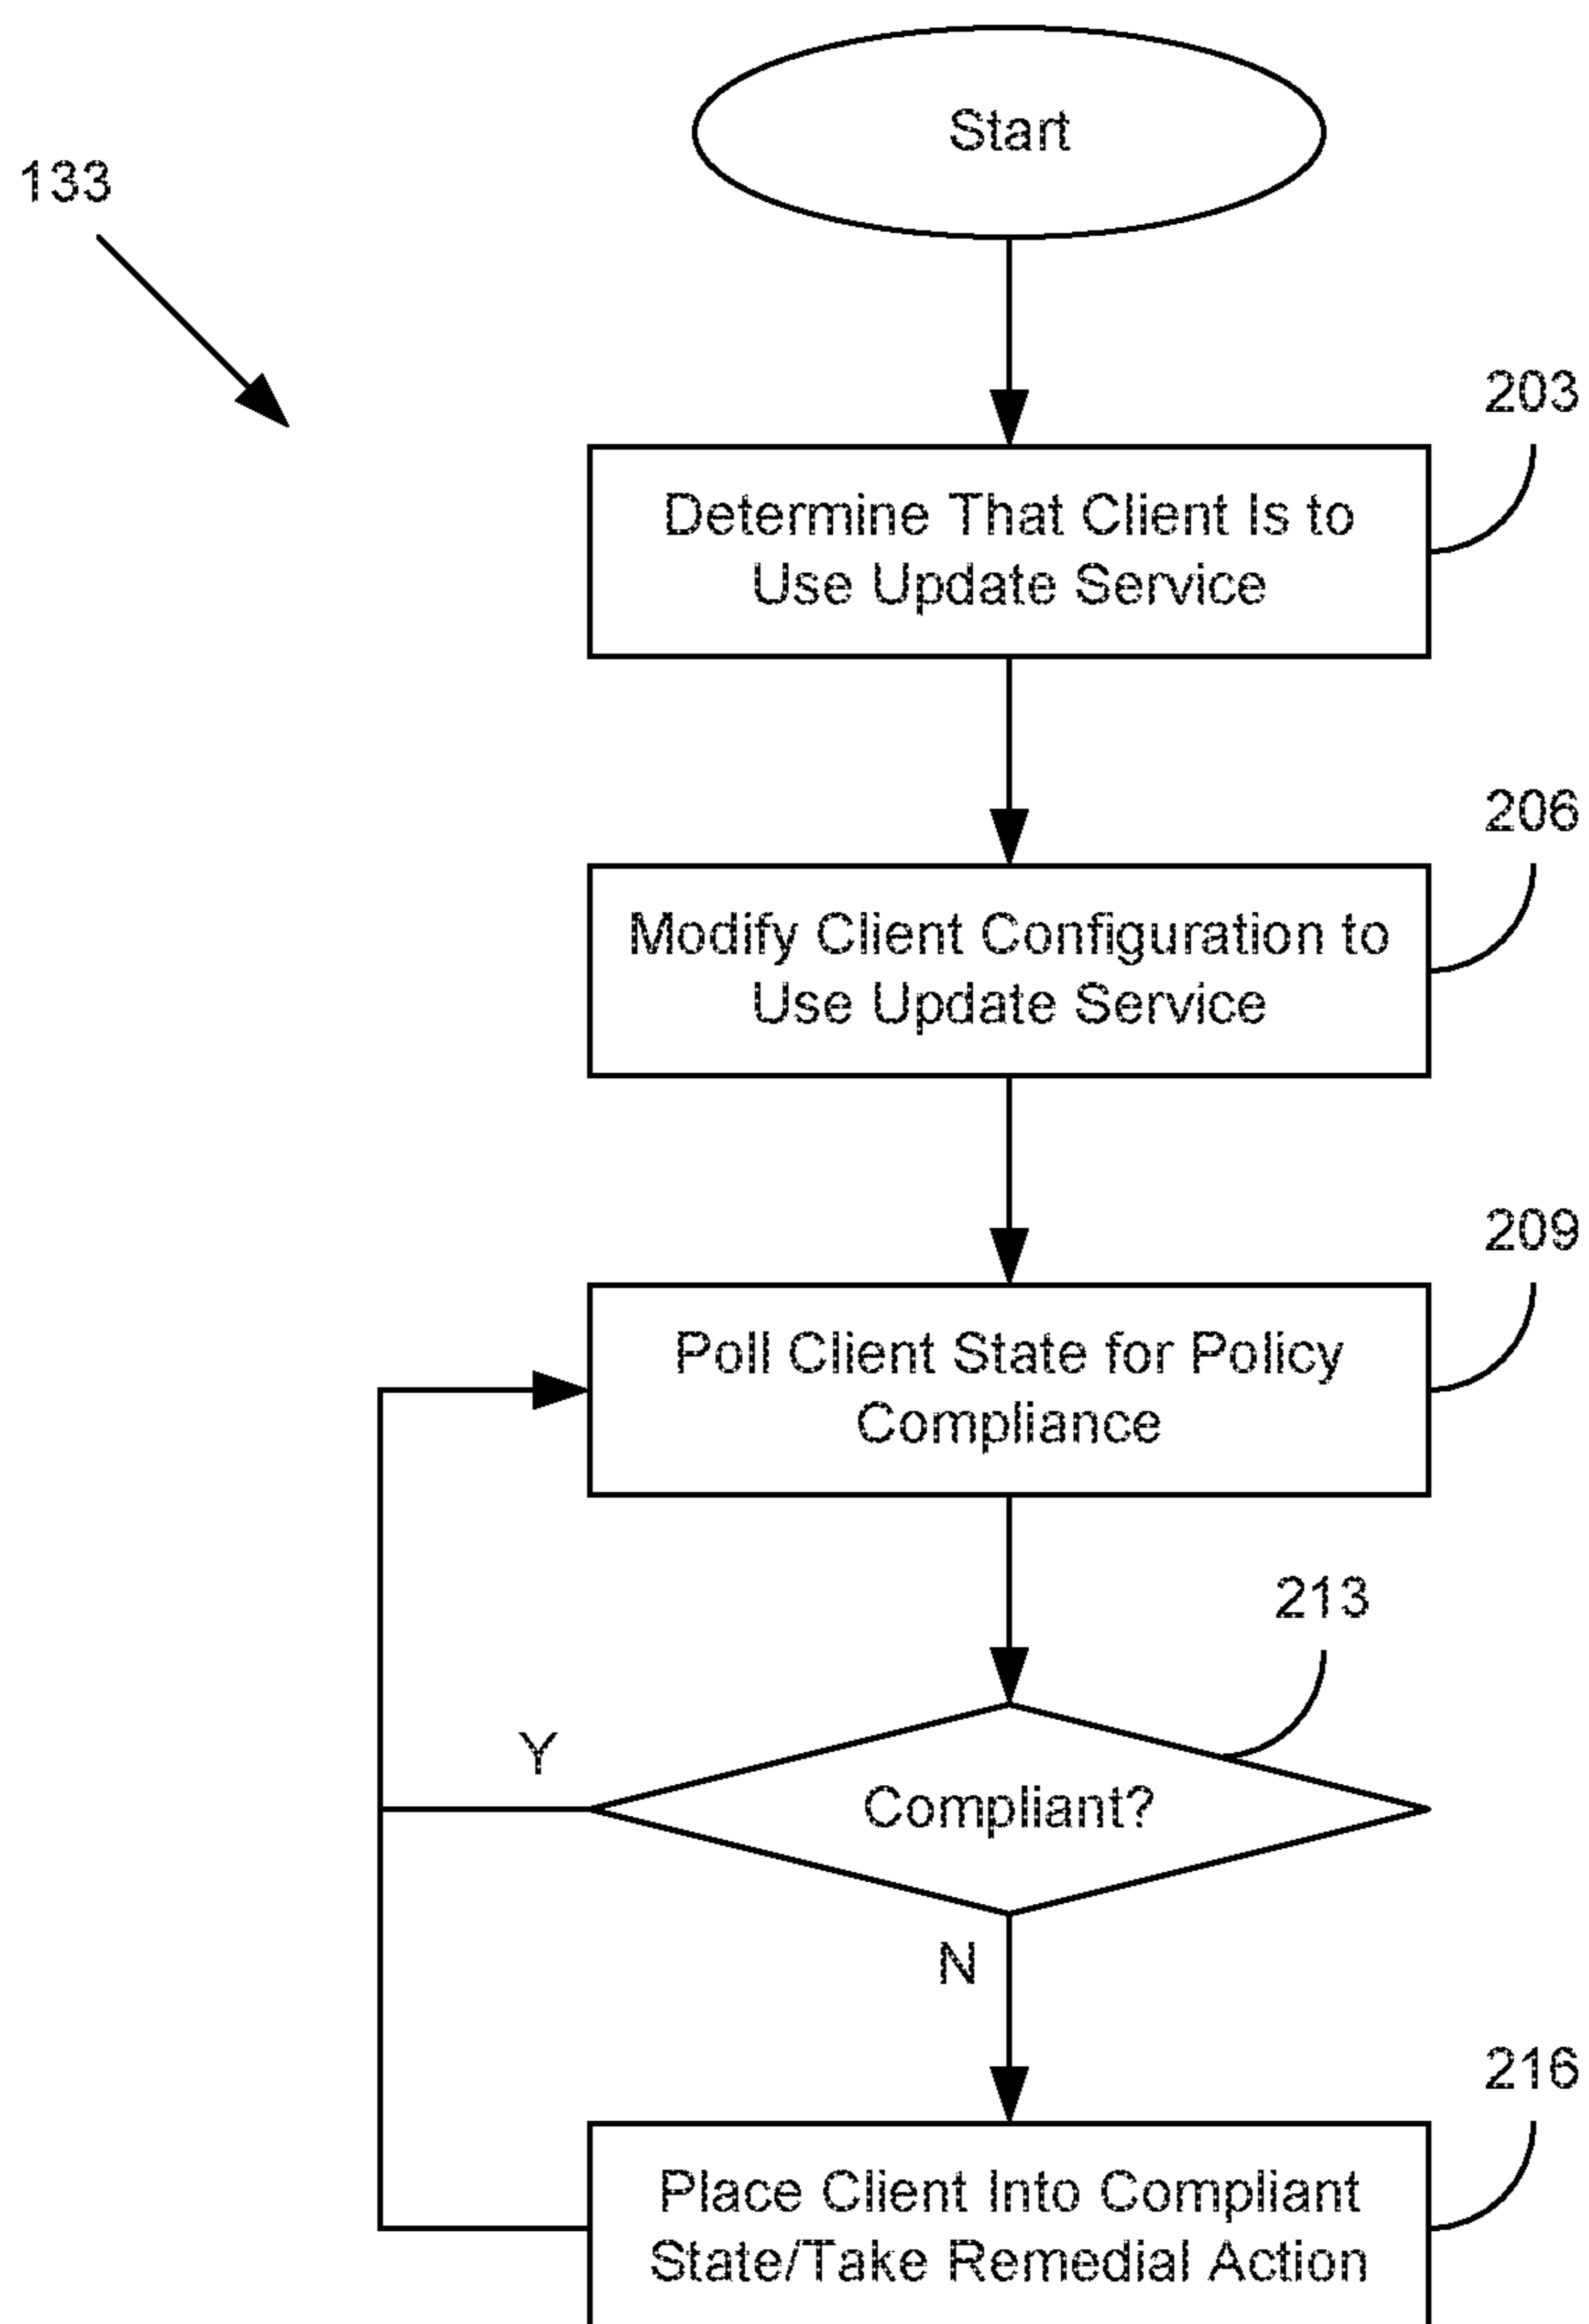 Start
133
203
Determine That Client Is to
Use Update Service
206
Modify Client Configuration to
Use Update Service
209
Poll Client State for Policy
Compliance
213
Y
Compliant?
N
216
Place Client Into Compliant
State/Take Remedial Action